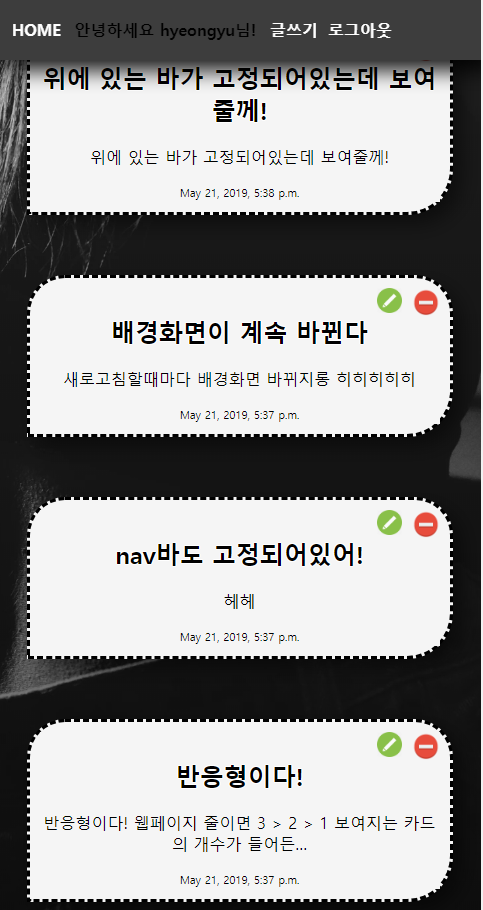 HOME 안녕하세요 hyeongyu님! 글쓰기 로그아웃
위에 있는 바가 고정되어있는데 보여
줄께!
위에 있는 바가 고정되어있는데 보여줄께!
May 21, 2019, 5:38 p.m.
배경화면이 계속 바뀐다
새로고침할때마다 배경화면 바뀌지롱 히히히히히
May 21, 2019, 5:37 p.m.
nav바도 고정되어있어!
헤헤
May 21, 2019, 5:37 p.m.
반응형이다!
반응형이다! 웹페이지 줄이면 3 > 2 > 1 보여지는 카드
의 개수가 들어든...
May 21, 2019, 5:37 p.m.